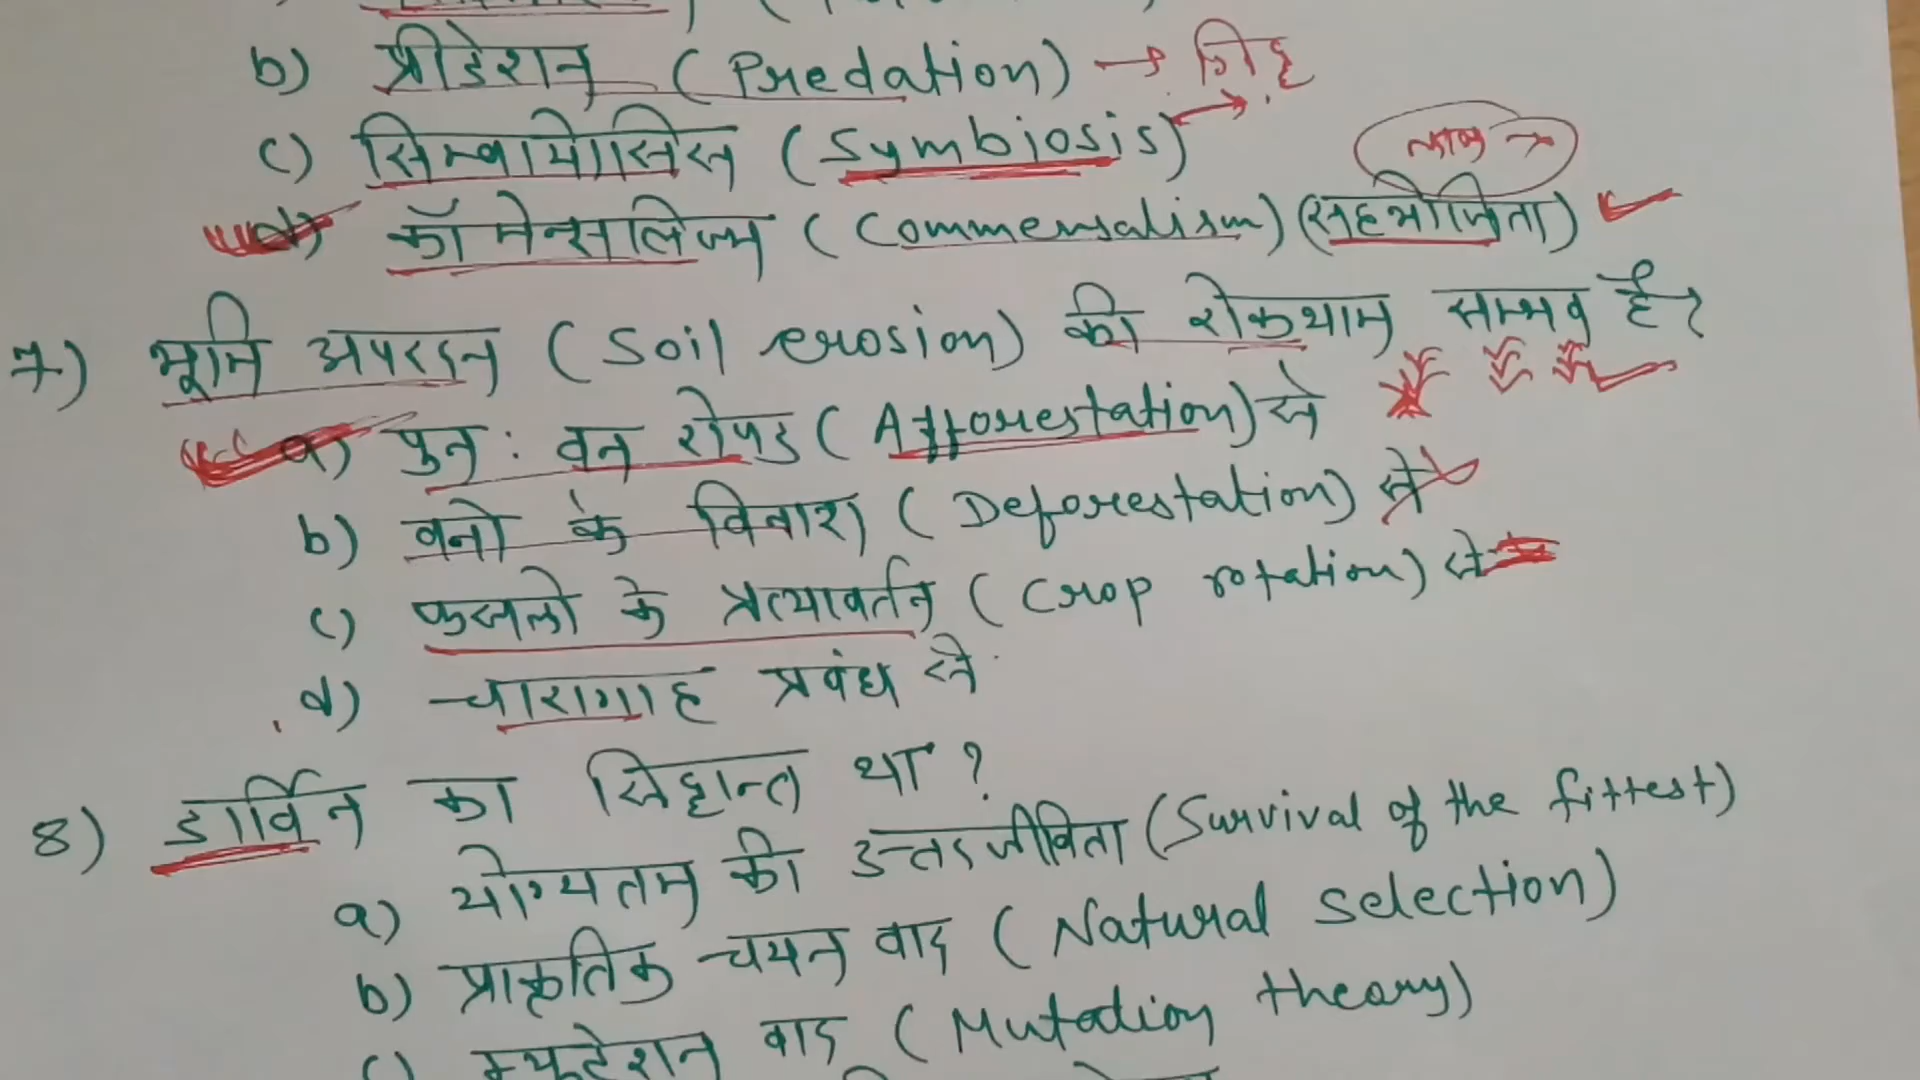 b) प्रीडेशन (Predation) → गिद्ध
c) सिम्बायोसिस (Symbiosis) →
लाभ →
d) कॉमेन्सलिज्म (Commensalism) (सहभोजिता)
7) भूमि अपरदन (Soil erosion) की रोकथाम सम्भव है?
a) पुन: वन रोपड (Afforestation) से
b) वनो के विनाश (Deforestation) से
c) फसलो के प्रत्यावर्तन (Crop rotation) से
d) चारागाह प्रबंध से
8) डार्विन का सिद्धान्त था ?
a) योग्यतम की उत्तरजीविता (Survival of the fittest)
b) प्राकृतिक चयन वाद (Natural selection)
c) म्यूटेशन वाद (Mutation theory)